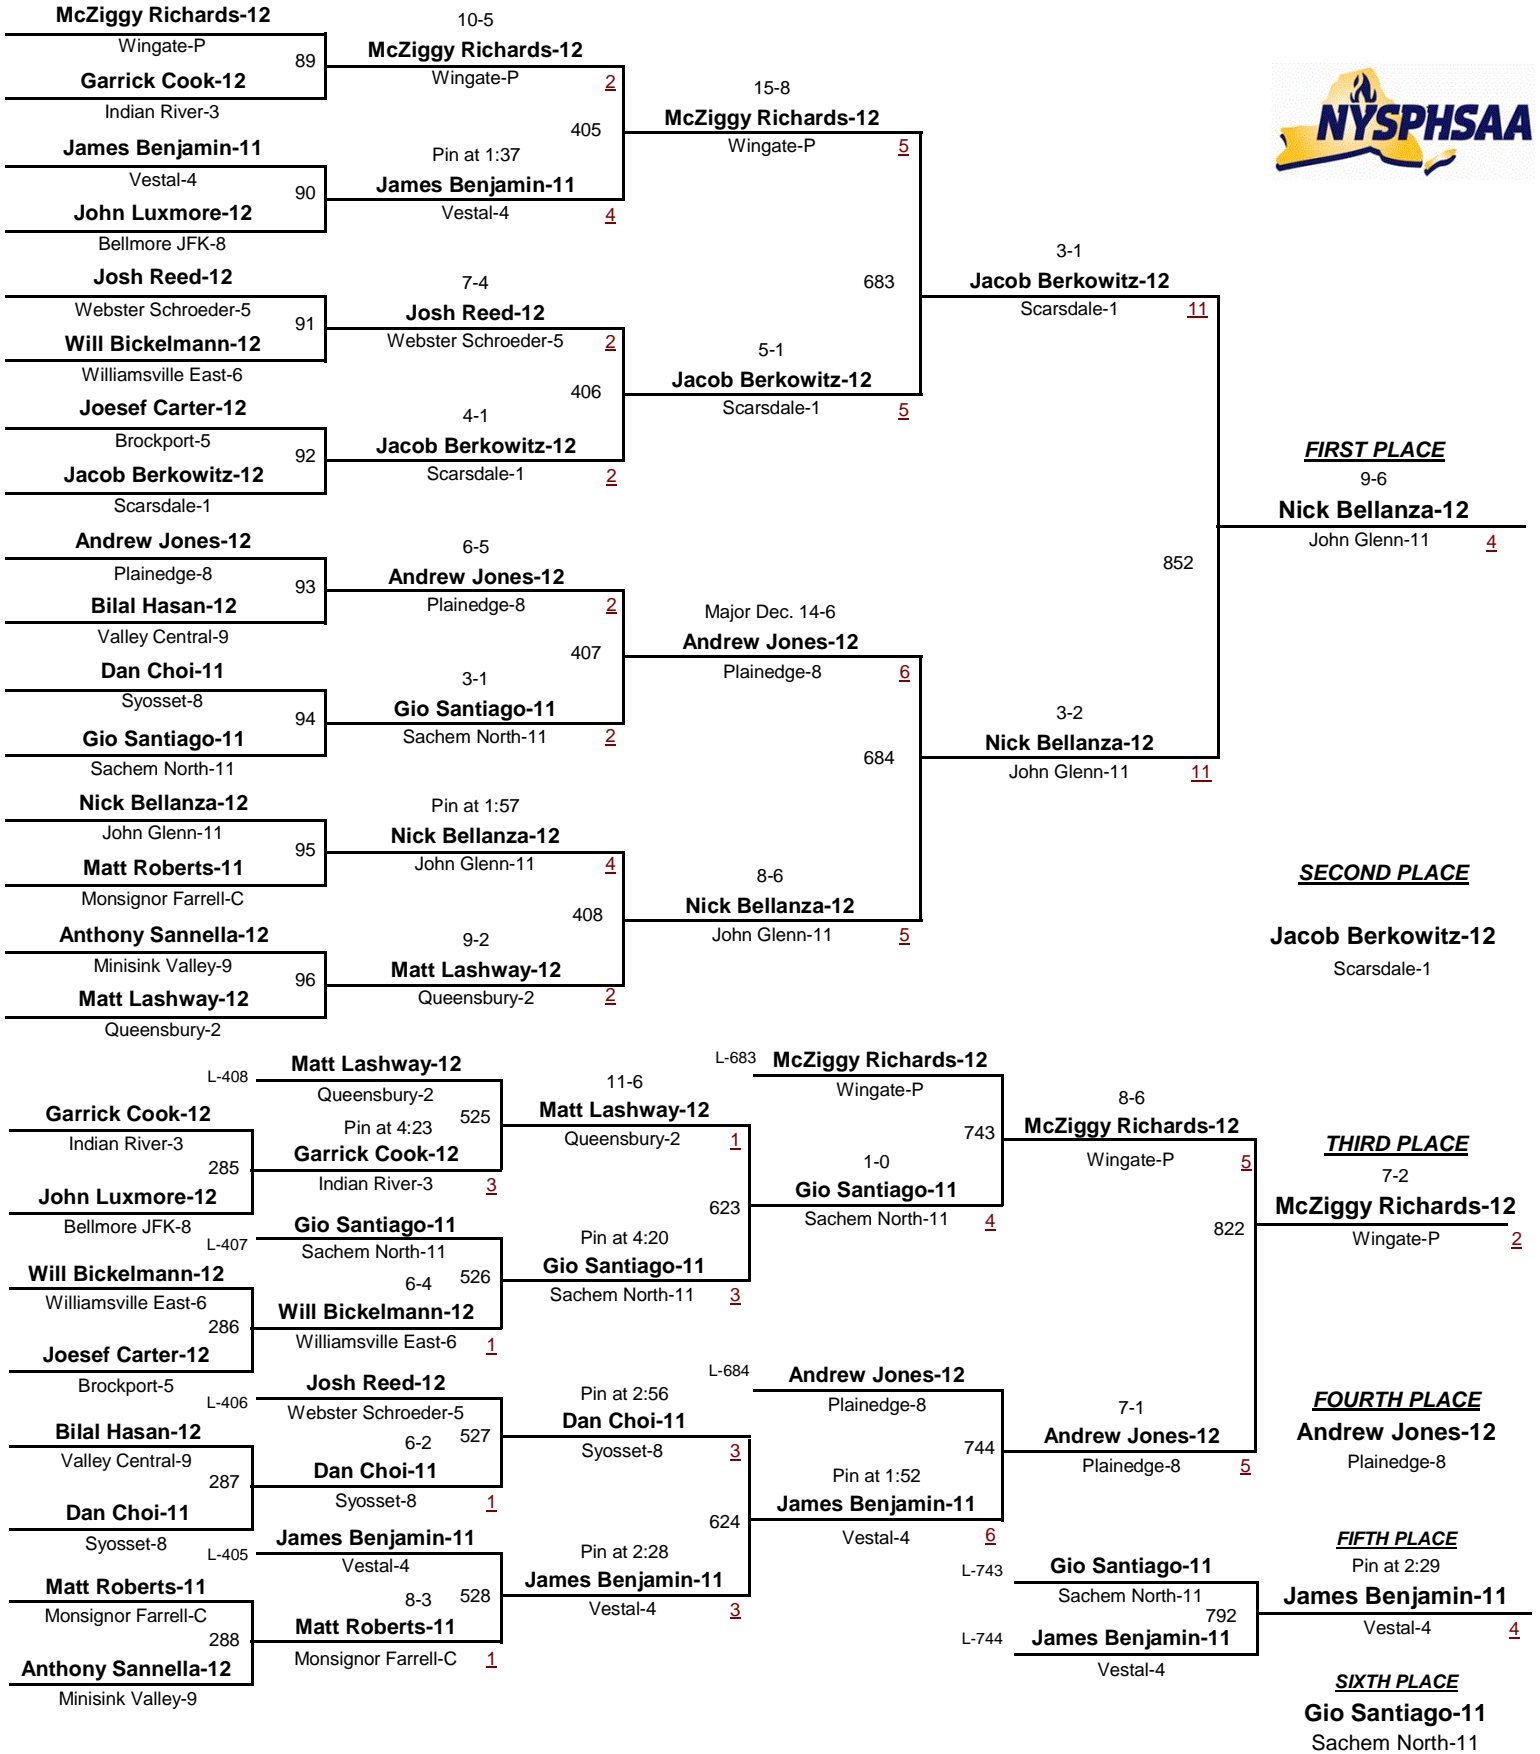 McZiggy Richards-12
Wingate-P
89
Garrick Cook-12
Indian River-3
James Benjamin-11
Vestal-4
90
John Luxmore-12
Bellmore JFK-8
Josh Reed-12
Webster Schroeder-5
91
Will Bickelmann-12
Williamsville East-6
Joesef Carter-12
Brockport-5
92
Jacob Berkowitz-12
Scarsdale-1
Andrew Jones-12
Plainedge-8
93
Bilal Hasan-12
Valley Central-9
Dan Choi-11
Syosset-8
94
Gio Santiago-11
Sachem North-11
Nick Bellanza-12
John Glenn-11
95
Matt Roberts-11
Monsignor Farrell-C
Anthony Sannella-12
Minisink Valley-9
96
Matt Lashway-12
Queensbury-2
10-5
McZiggy Richards-12
Wingate-P 2
405
Pin at 1:37
James Benjamin-11
Vestal-4 4
7-4
Josh Reed-12
Webster Schroeder-5 2
406
4-1
Jacob Berkowitz-12
Scarsdale-1 2
6-5
Andrew Jones-12
Plainedge-8 2
407
3-1
Gio Santiago-11
Sachem North-11 2
Pin at 1:57
Nick Bellanza-12
John Glenn-11 4
408
9-2
Matt Lashway-12
Queensbury-2 2
15-8
McZiggy Richards-12
Wingate-P 5
683
5-1
Jacob Berkowitz-12
Scarsdale-1 5
Major Dec. 14-6
Andrew Jones-12
Plainedge-8 6
684
8-6
Nick Bellanza-12
John Glenn-11 5
3-1
Jacob Berkowitz-12
Scarsdale-1 11
852
3-2
Nick Bellanza-12
John Glenn-11 11
NYSPHSAA
FIRST PLACE
9-6
Nick Bellanza-12
John Glenn-11 4
SECOND PLACE
Jacob Berkowitz-12
Scarsdale-1
Garrick Cook-12
Indian River-3
285
John Luxmore-12
Bellmore JFK-8
Will Bickelmann-12
Williamsville East-6
286
Joesef Carter-12
Brockport-5
Bilal Hasan-12
Valley Central-9
287
Dan Choi-11
Syosset-8
Matt Roberts-11
Monsignor Farrell-C
288
Anthony Sannella-12
Minisink Valley-9
L-408 Matt Lashway-12
Queensbury-2
525
Pin at 4:23
Garrick Cook-12
Indian River-3 3
L-407 Gio Santiago-11
Sachem North-11
6-4 526
Will Bickelmann-12
Williamsville East-6 1
L-406 Josh Reed-12
Webster Schroeder-5
6-2 527
Dan Choi-11
Syosset-8 1
L-405 James Benjamin-11
Vestal-4
8-3 528
Matt Roberts-11
Monsignor Farrell-C 1
11-6
Matt Lashway-12
Queensbury-2 1
623
Pin at 4:20
Gio Santiago-11
Sachem North-11 3
Pin at 2:56
Dan Choi-11
Syosset-8 3
624
Pin at 2:28
James Benjamin-11
Vestal-4 3
L-683 McZiggy Richards-12
Wingate-P
743
1-0
Gio Santiago-11
Sachem North-11 4
L-684 Andrew Jones-12
Plainedge-8
744
Pin at 1:52
James Benjamin-11
Vestal-4 6
8-6
McZiggy Richards-12
Wingate-P 5
822
7-1
Andrew Jones-12
Plainedge-8 5
THIRD PLACE
7-2
McZiggy Richards-12
Wingate-P 2
FOURTH PLACE
Andrew Jones-12
Plainedge-8
L-743 Gio Santiago-11
Sachem North-11
792
L-744 James Benjamin-11
Vestal-4
FIFTH PLACE
Pin at 2:29
James Benjamin-11
Vestal-4 4
SIXTH PLACE
Gio Santiago-11
Sachem North-11